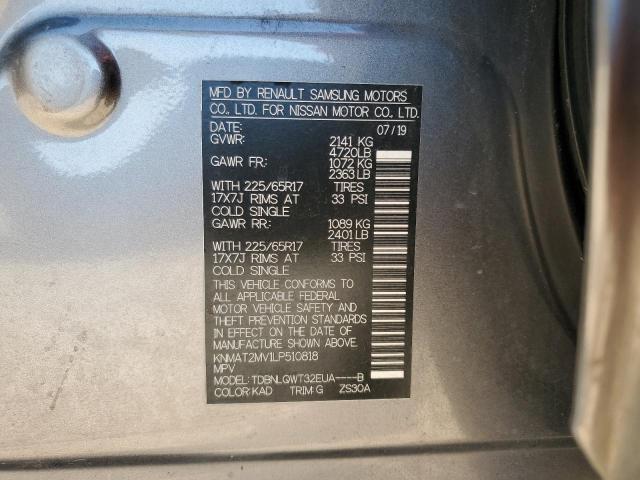 MFD BY RENAULT SAMSUNG MOTORS
CO., LTD. FOR NISSAN MOTOR CO., LTD.
DATE: 07/19
GVWR: 2141 KG
4720LB
GAWR FR: 1072 KG
2363 LB
WITH 225/65R17 TIRES
17X7J RIMS AT 33 PSI
COLD SINGLE
GAWR RR: 1089 KG
2401 LB
WITH 225/65R17 TIRES
17X7J RIMS AT 33 PSI
COLD SINGLE
THIS VEHICLE CONFORMS TO
ALL APPLICABLE FEDERAL
MOTOR VEHICLE SAFETY AND
THEFT PREVENTION STANDARDS
IN EFFECT ON THE DATE OF
MANUFACTURE SHOWN ABOVE.
KNMAT2MV1LP510818
MPV
MODEL: TDBNLQWT32EUA----B
COLOR:KAD TRIM:G ZS30A